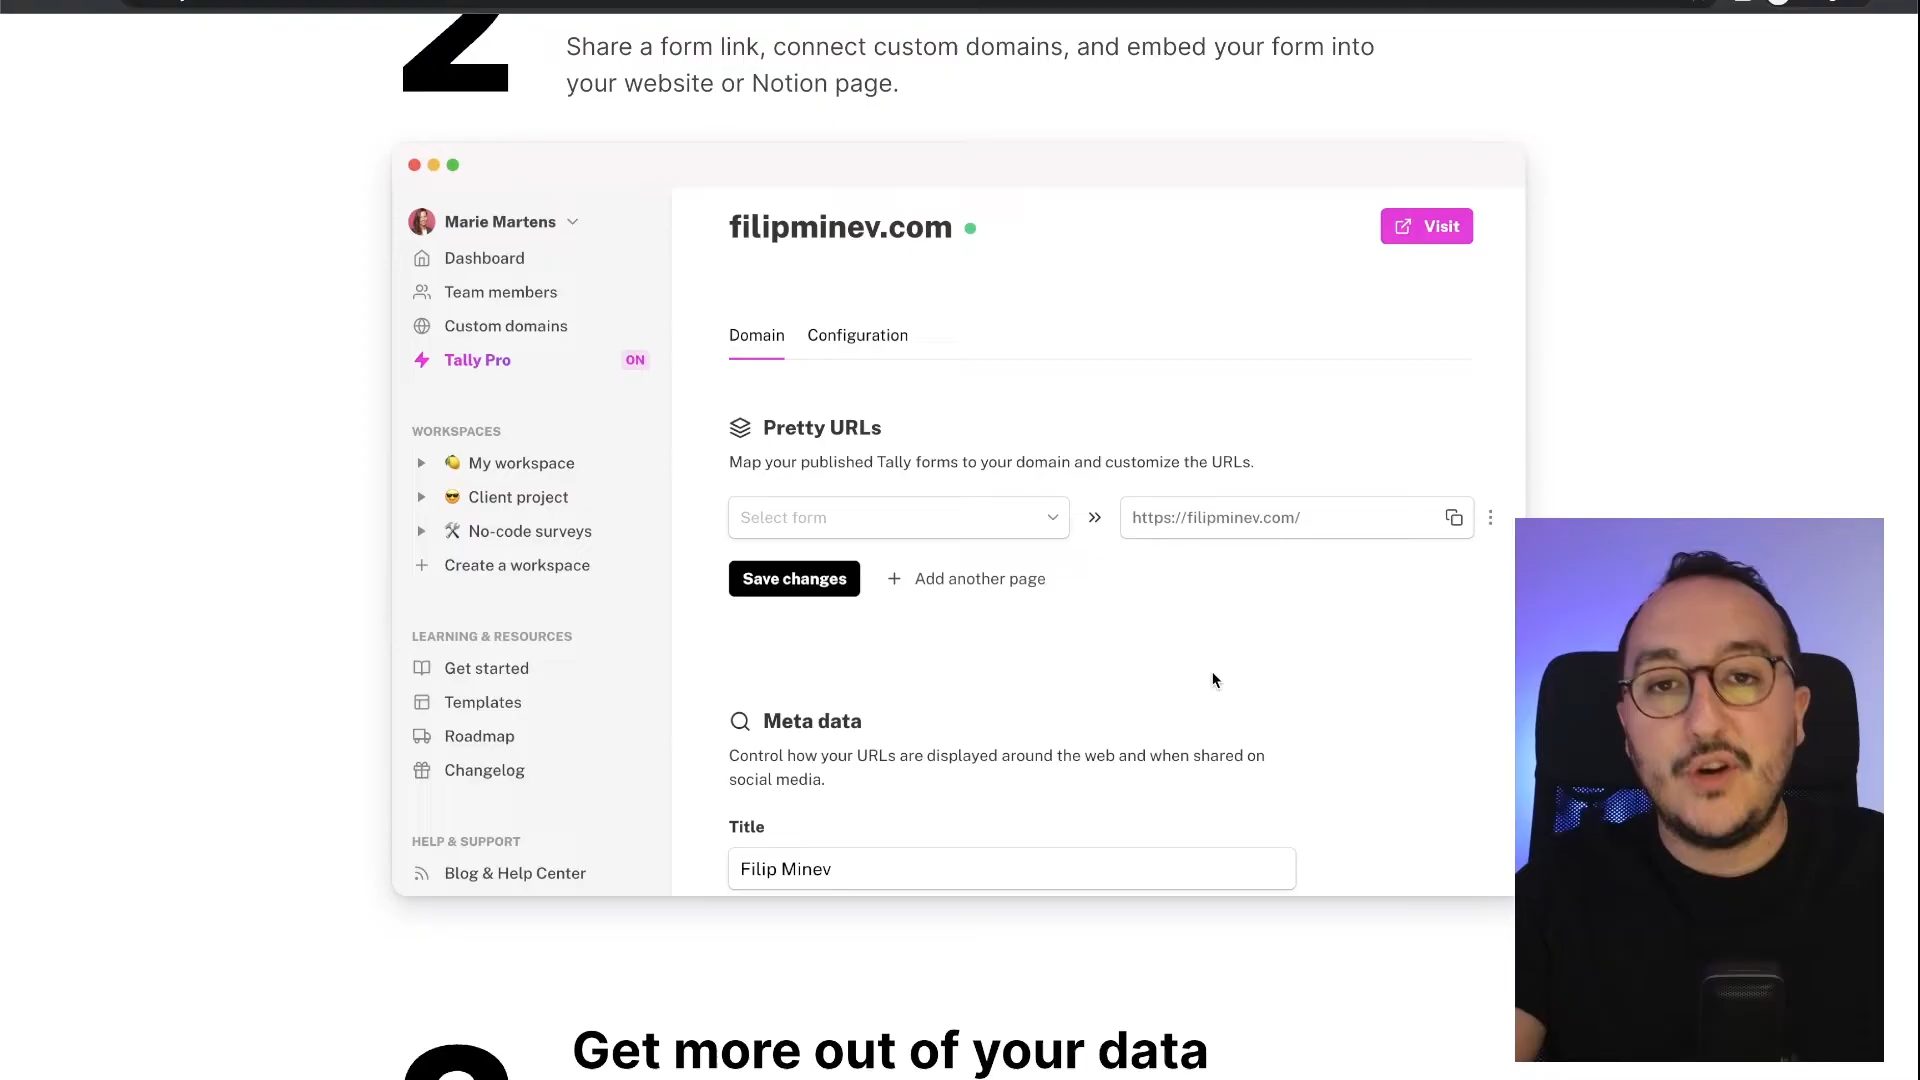 2
Share a form link, connect custom domains, and embed your form into
your website or Notion page.
Marie Martens
Dashboard
Team members
Custom domains
Tally Pro ON
WORKSPACES
My workspace
Client project
No-code surveys
Create a workspace
LEARNING & RESOURCES
Get started
Templates
Roadmap
Changelog
HELP & SUPPORT
Blog & Help Center
filipminev.com
Visit
Domain Configuration
Pretty URLs
Map your published Tally forms to your domain and customize the URLs.
Select form » https://filipminev.com/
Save changes + Add another page
Meta data
Control how your URLs are displayed around the web and when shared on
social media.
Title
Filip Minev
Get more out of your data